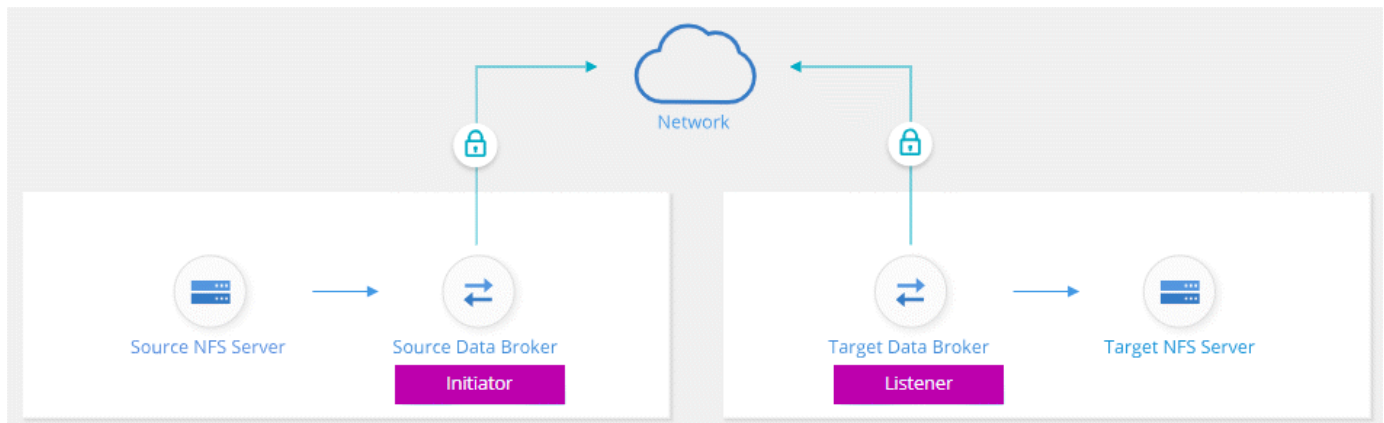 Network
Source NFS Server
Source Data Broker
Target Data Broker
Target NFS Server
Initiator
Listener